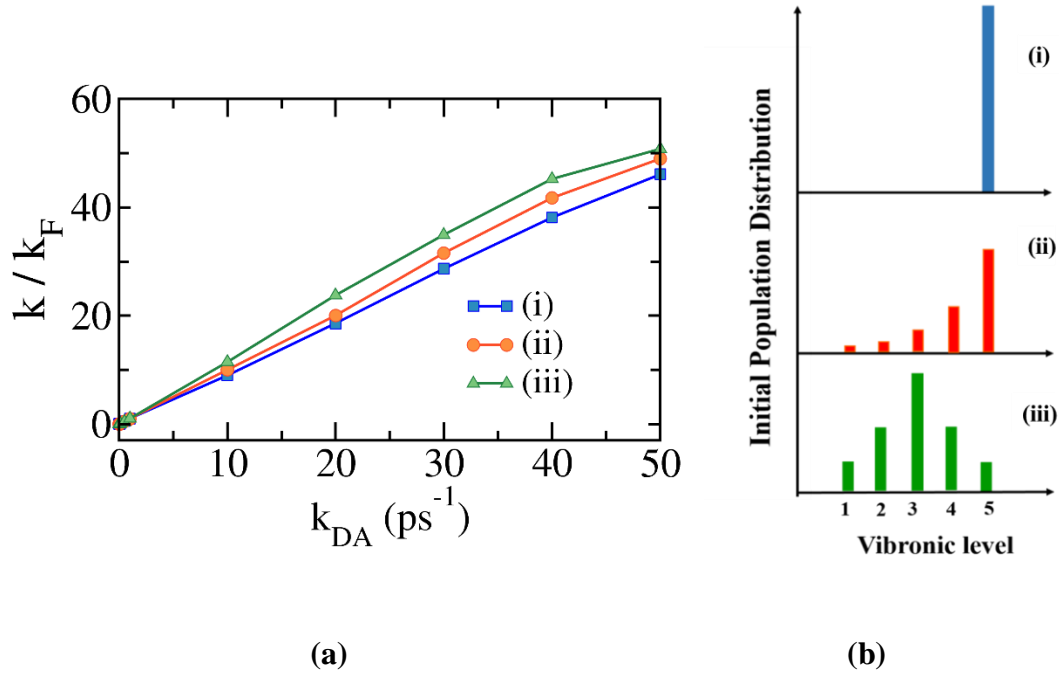 60
40
20
0
k / k_F
(i)
(ii)
(iii)
0 10 20 30 40 50
k_DA (ps^-1)
(a)
Initial Population Distribution
(i)
(ii)
(iii)
1 2 3 4 5
Vibronic level
(b)